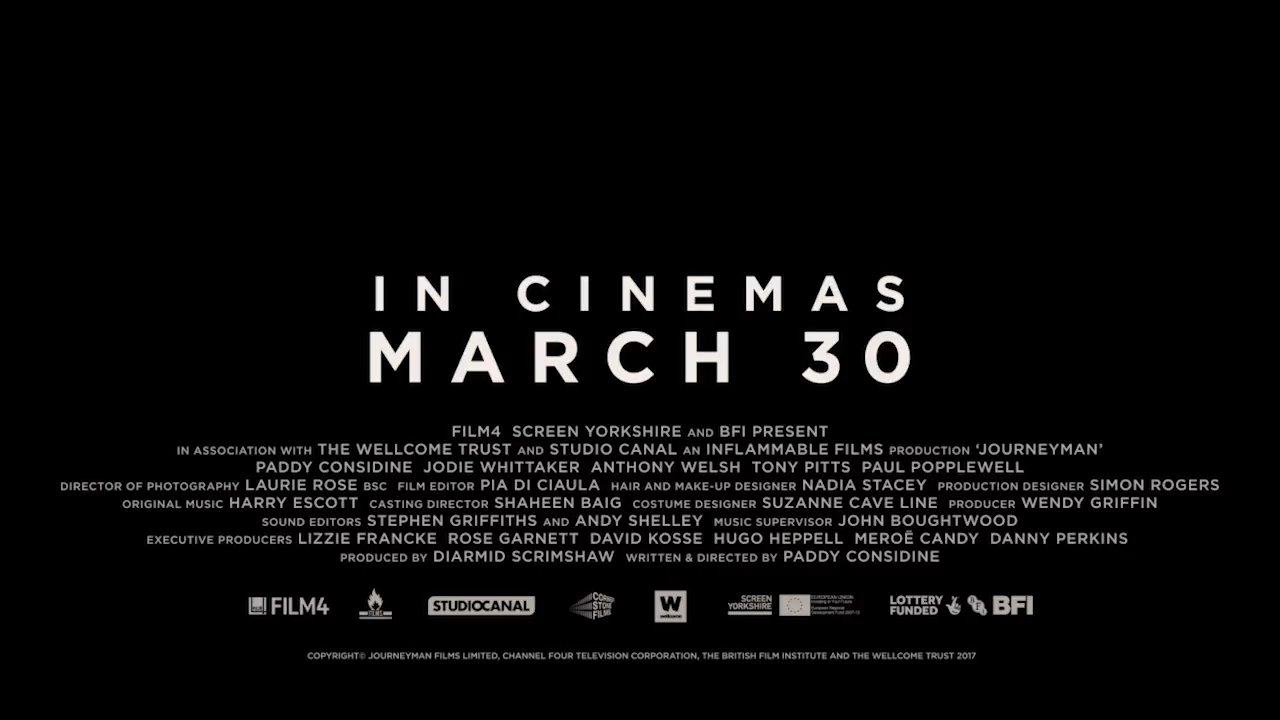 IN CINEMAS
MARCH 30
FILM4 SCREEN YORKSHIRE AND BFI PRESENT
IN ASSOCIATION WITH THE WELLCOME TRUST AND STUDIO CANAL AN INFLAMMABLE FILMS PRODUCTION ‘JOURNEYMAN’
PADDY CONSIDINE JODIE WHITTAKER ANTHONY WELSH TONY PITTS PAUL POPPLEWELL
DIRECTOR OF PHOTOGRAPHY LAURIE ROSE BSC FILM EDITOR PIA DI CIAULA HAIR AND MAKE-UP DESIGNER NADIA STACEY PRODUCTION DESIGNER SIMON ROGERS
ORIGINAL MUSIC HARRY ESCOTT CASTING DIRECTOR SHAHEEN BAIG COSTUME DESIGNER SUZANNE CAVE LINE PRODUCER WENDY GRIFFIN
SOUND EDITORS STEPHEN GRIFFITHS AND ANDY SHELLEY MUSIC SUPERVISOR JOHN BOUGHTWOOD
EXECUTIVE PRODUCERS LIZZIE FRANCKE ROSE GARNETT DAVID KOSSE HUGO HEPPELL MEROË CANDY DANNY PERKINS
PRODUCED BY DIARMID SCRIMSHAW WRITTEN & DIRECTED BY PADDY CONSIDINE
FILM4 STUDIOCANAL CORNERSTONE FILMS W wellcome SCREEN YORKSHIRE EUROPEAN UNION LOTTERY FUNDED BFI
COPYRIGHT© JOURNEYMAN FILMS LIMITED, CHANNEL FOUR TELEVISION CORPORATION, THE BRITISH FILM INSTITUTE AND THE WELLCOME TRUST 2017